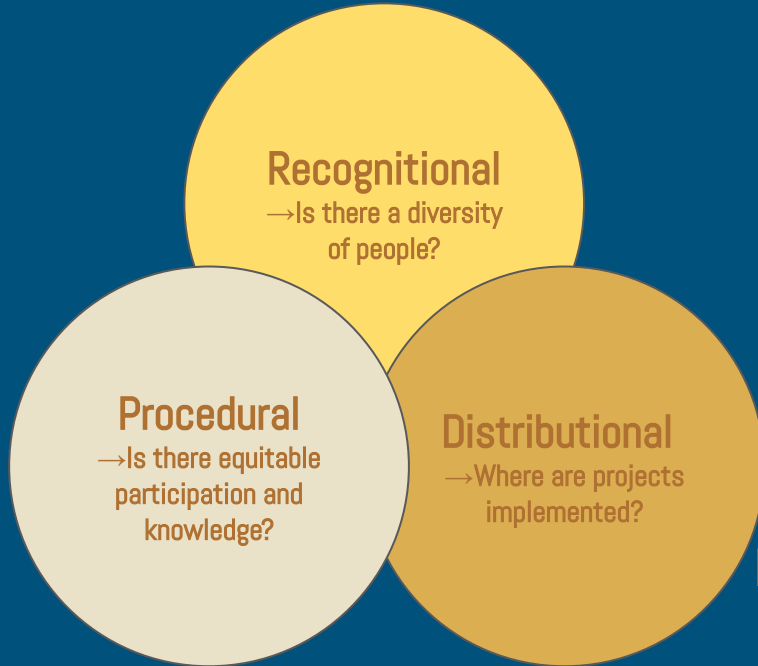 Recognitional
→Is there a diversity
of people?
Procedural
→Is there equitable
participation and
knowledge?
Distributional
→Where are projects
implemented?